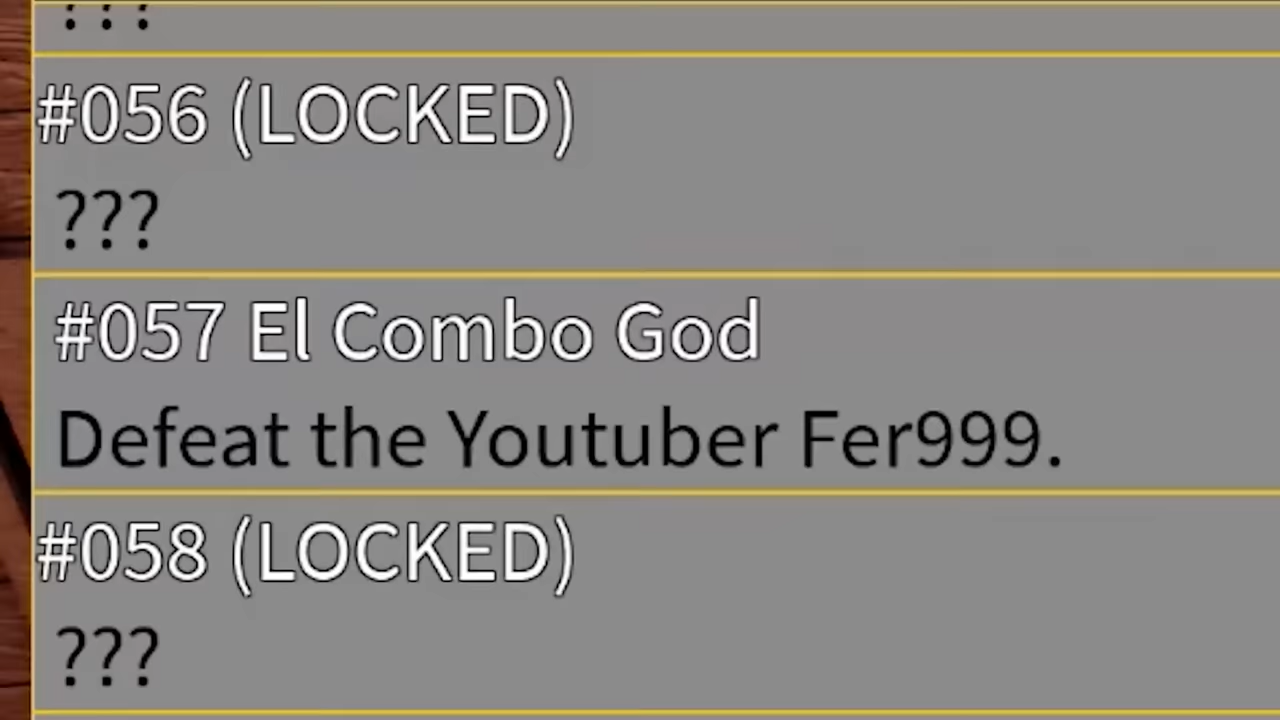 ???
#056 (LOCKED)
???
#057 El Combo God
Defeat the Youtuber Fer999.
#058 (LOCKED)
???